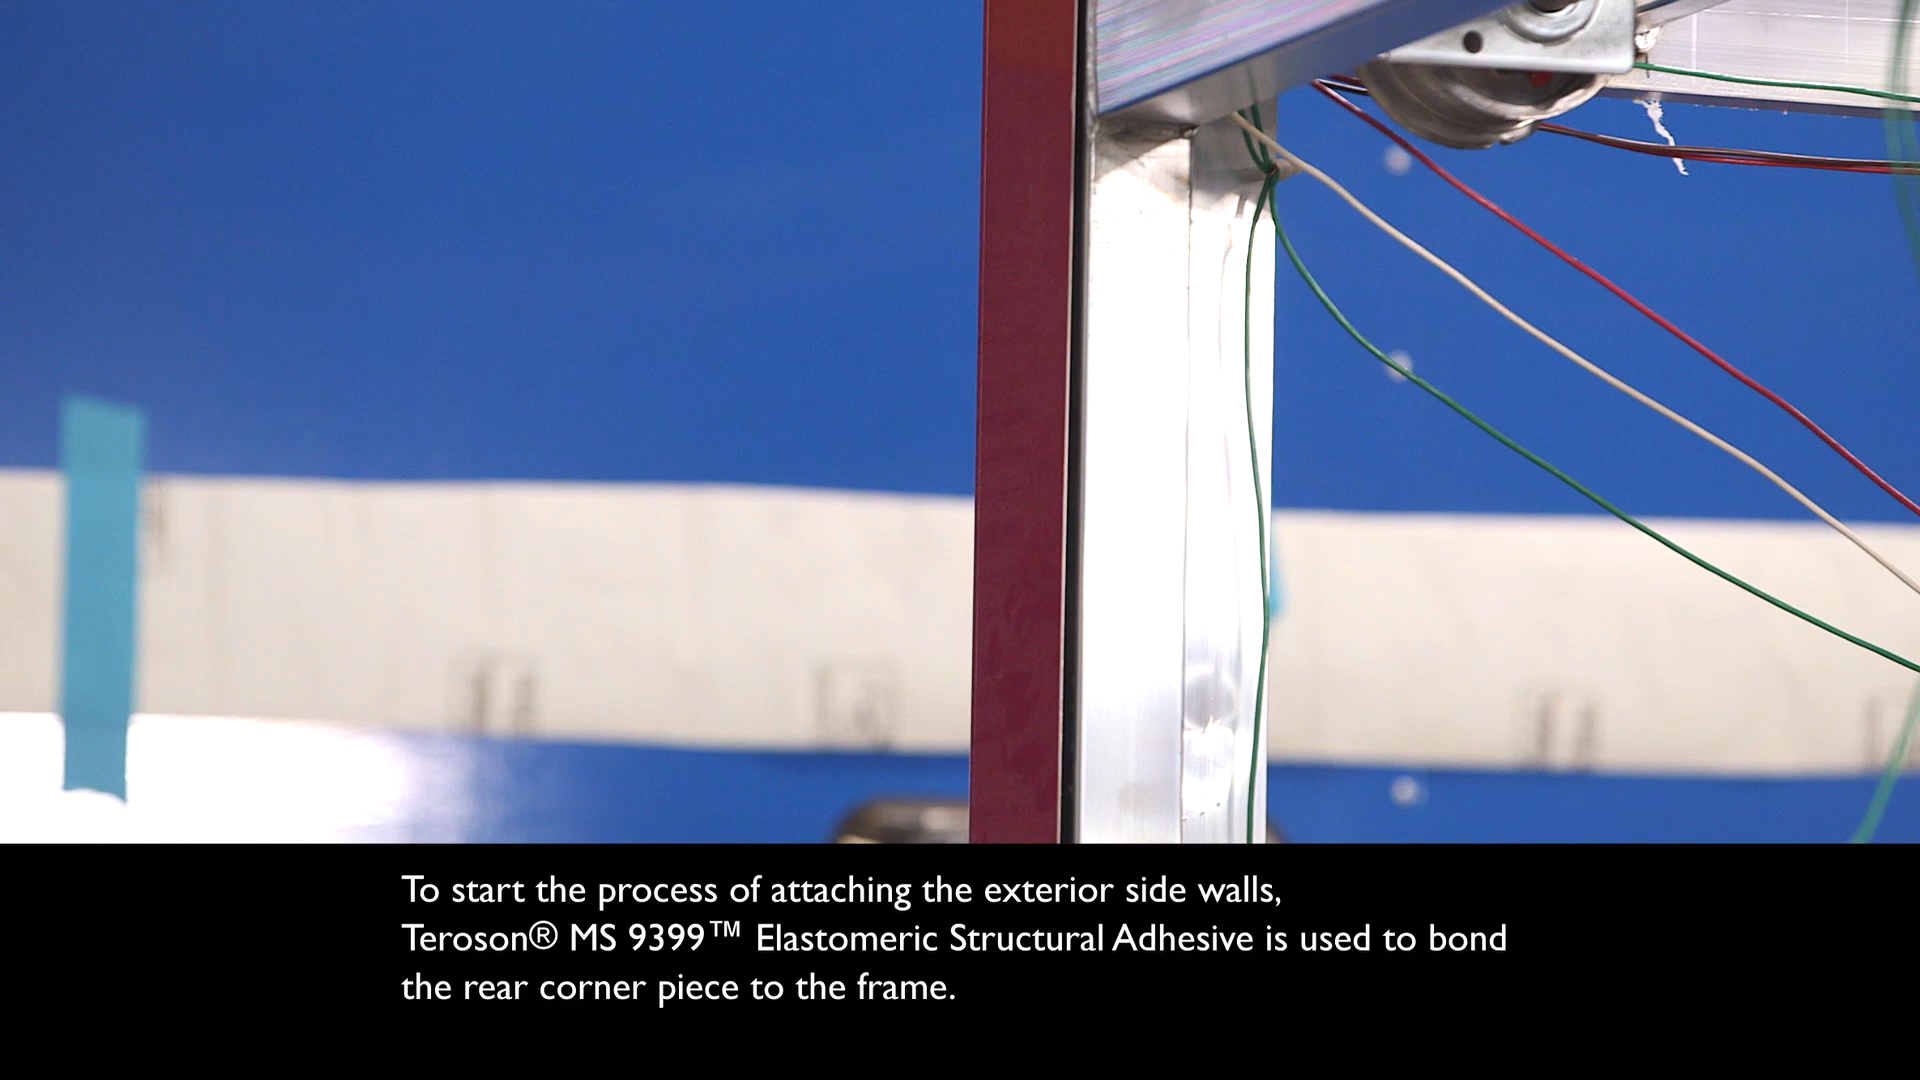 To start the process of attaching the exterior side walls,
Teroson® MS 9399™ Elastomeric Structural Adhesive is used to bond
the rear corner piece to the frame.